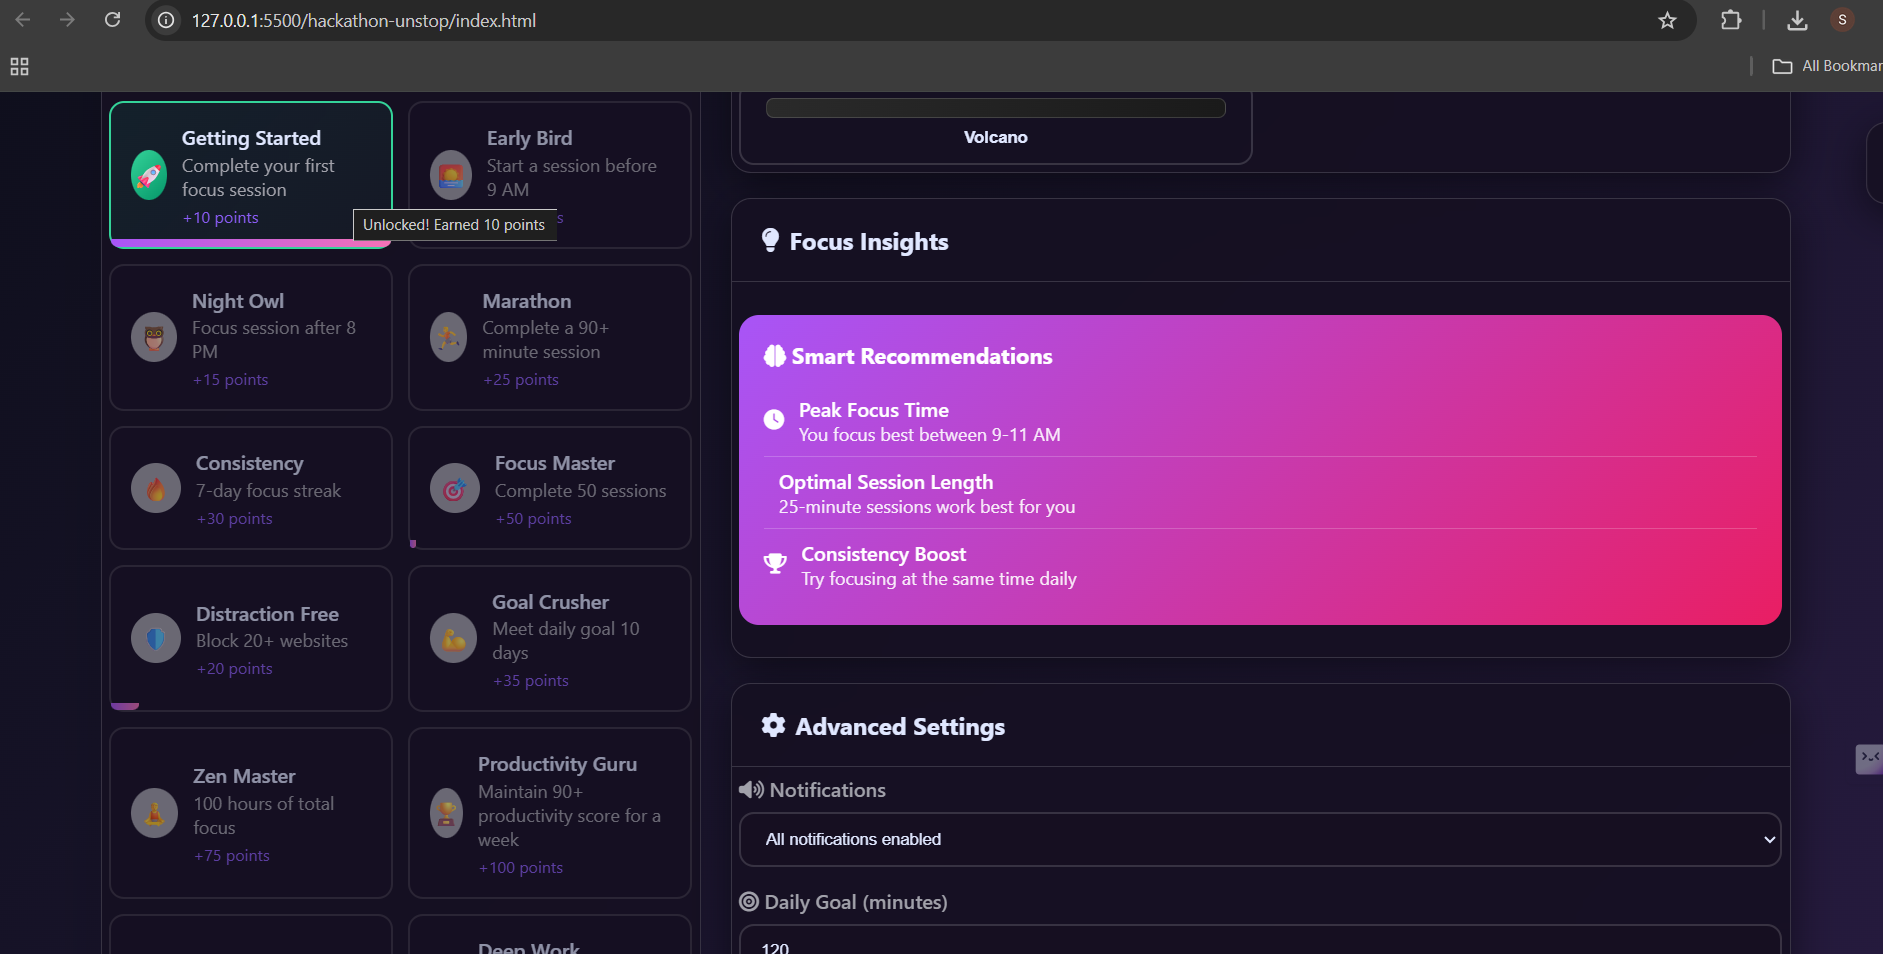 127.0.0.1:5500/hackathon-unstop/index.html
S
All Bookmar
Getting Started
Complete your first
focus session
+10 points
Early Bird
Start a session before
9 AM
s
Unlocked! Earned 10 points
Night Owl
Focus session after 8
PM
+15 points
Marathon
Complete a 90+
minute session
+25 points
Consistency
7-day focus streak
+30 points
Focus Master
Complete 50 sessions
+50 points
Distraction Free
Block 20+ websites
+20 points
Goal Crusher
Meet daily goal 10
days
+35 points
Zen Master
100 hours of total
focus
+75 points
Productivity Guru
Maintain 90+
productivity score for a
week
+100 points
Deep Work
Volcano
Focus Insights
Smart Recommendations
Peak Focus Time
You focus best between 9-11 AM
Optimal Session Length
25-minute sessions work best for you
Consistency Boost
Try focusing at the same time daily
Advanced Settings
Notifications
All notifications enabled
Daily Goal (minutes)
120